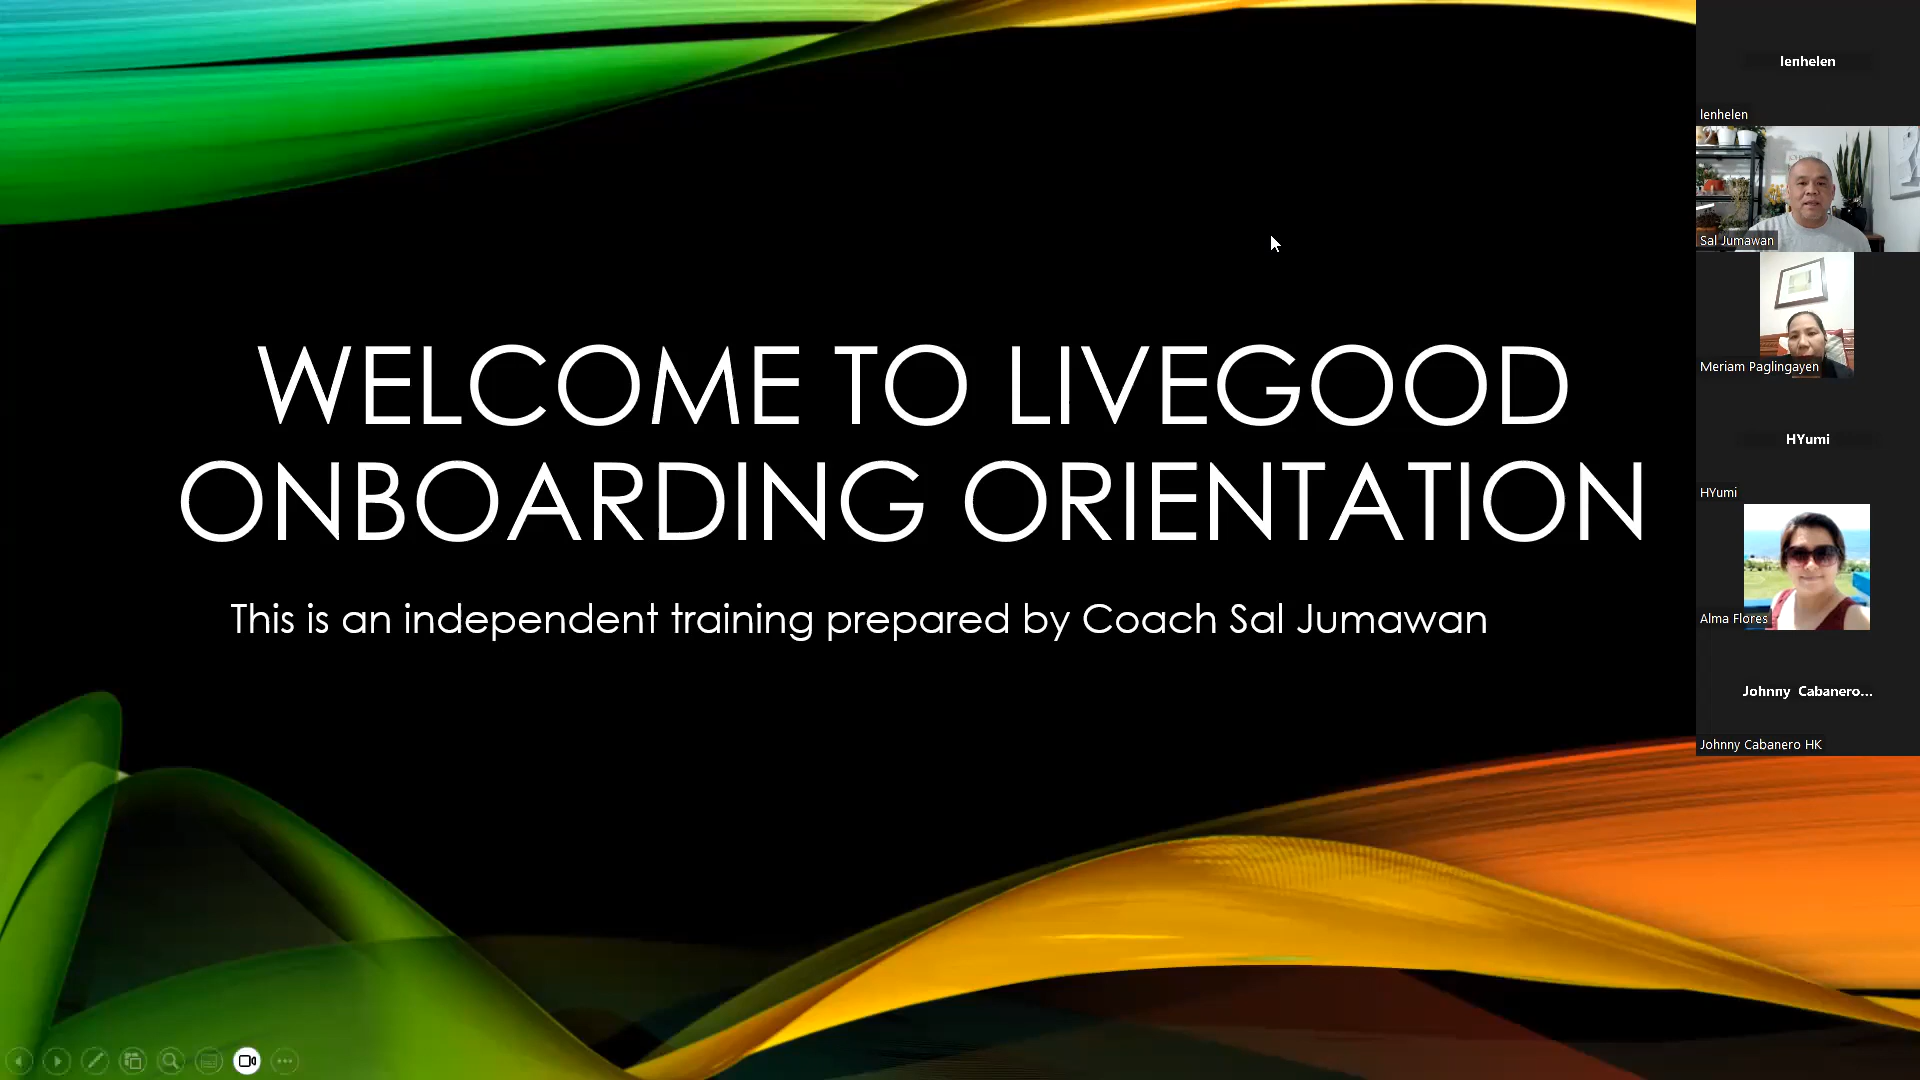 WELCOME TO LIVEGOOD
ONBOARDING ORIENTATION
This is an independent training prepared by Coach Sal Jumawan
lenhelen
lenhelen
Sal Jumawan
Meriam Paglingayen
HYumi
HYumi
Alma Flores
Johnny Cabanero...
Johnny Cabanero HK